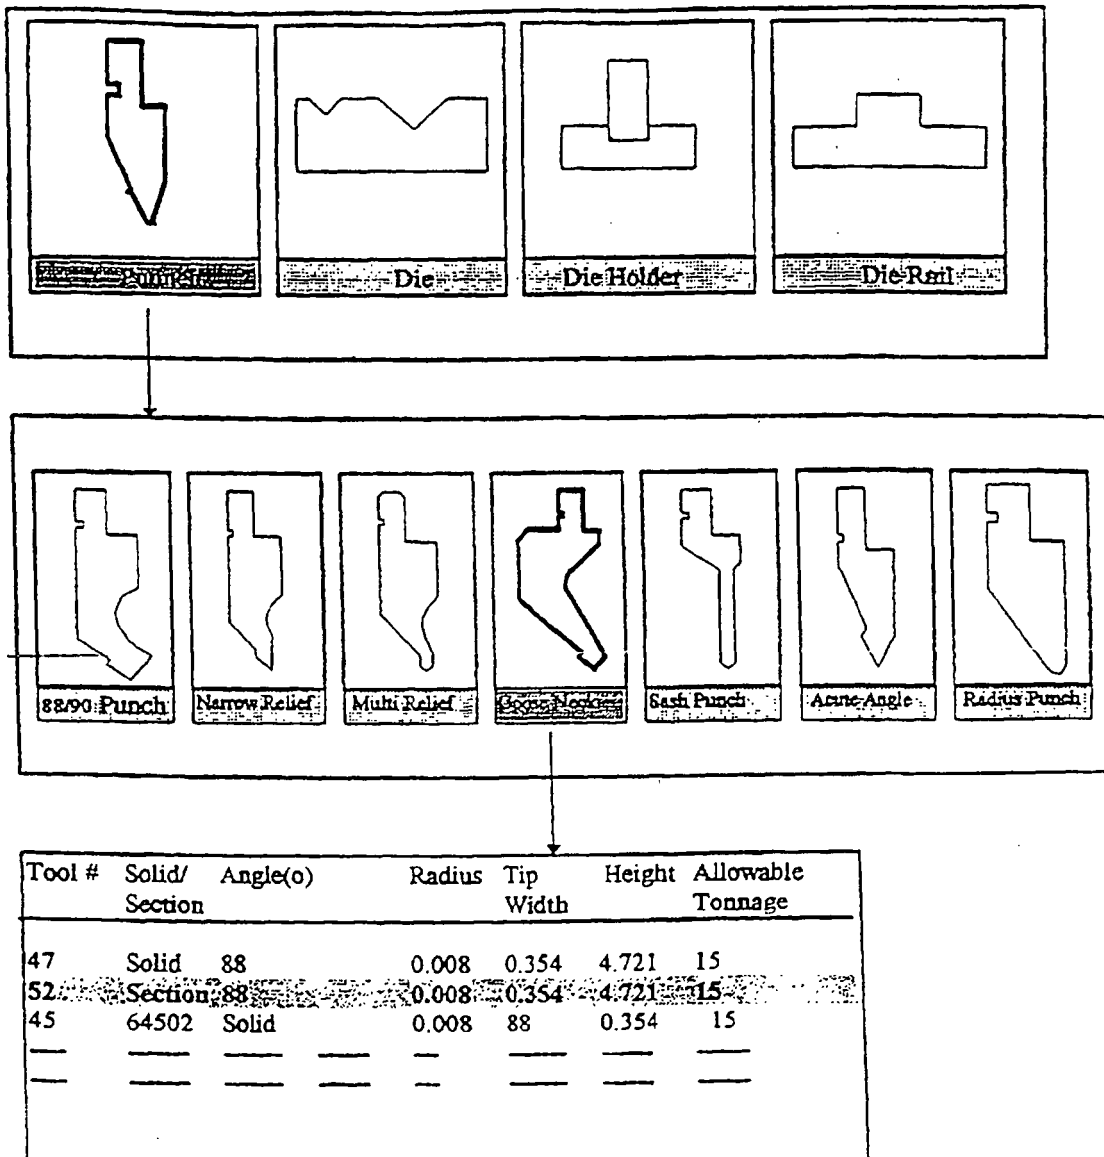 Die
Die Holder
Die Rail
88/90 Punch
Narrow Relief
Multi Relief
Sash Punch
Acute Angle
Radius Punch
Tool # Solid/ Angle(o) Radius Tip Height Allowable
Section Width Tonnage
47 Solid 88 0.008 0.354 4.721 15
52 Section 88 0.008 0.354 4.721 15
45 64502 Solid 0.008 88 0.354 15